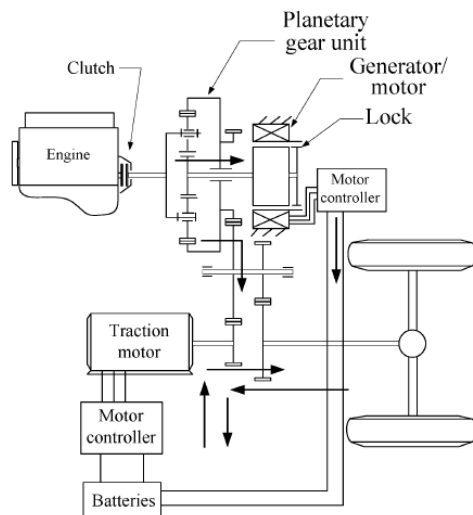 Planetary
gear unit
Clutch
Generator/
motor
Lock
Engine
Motor
controller
Traction
motor
Motor
controller
Batteries